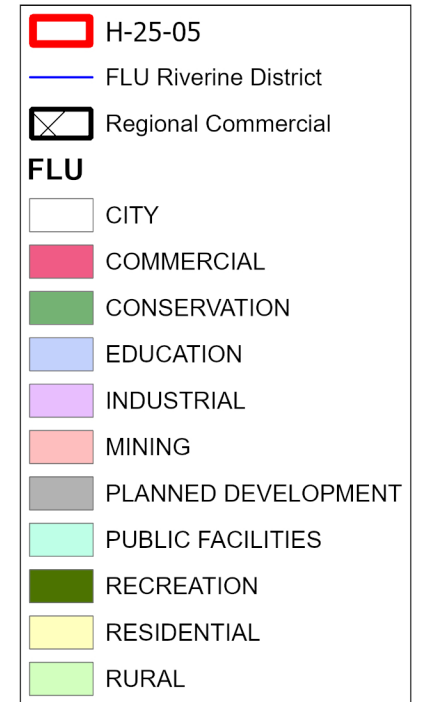 H-25-05
FLU Riverine District
Regional Commercial
FLU
CITY
COMMERCIAL
CONSERVATION
EDUCATION
INDUSTRIAL
MINING
PLANNED DEVELOPMENT
PUBLIC FACILITIES
RECREATION
RESIDENTIAL
RURAL